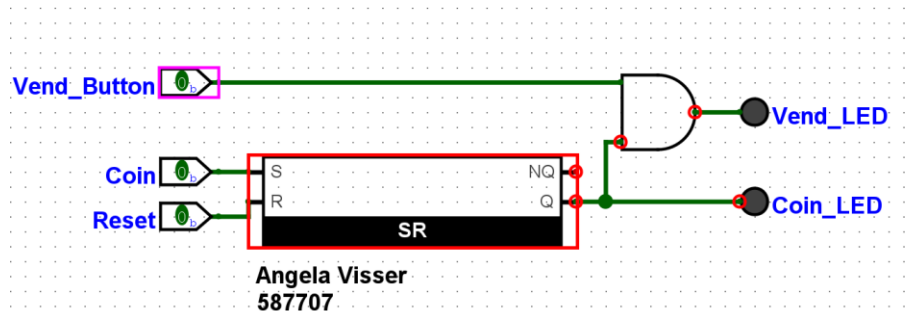 Vend_Button
0b
Vend_LED
Coin
0b
S
NQ
Reset
0b
R
Q
Coin_LED
SR
Angela Visser
587707